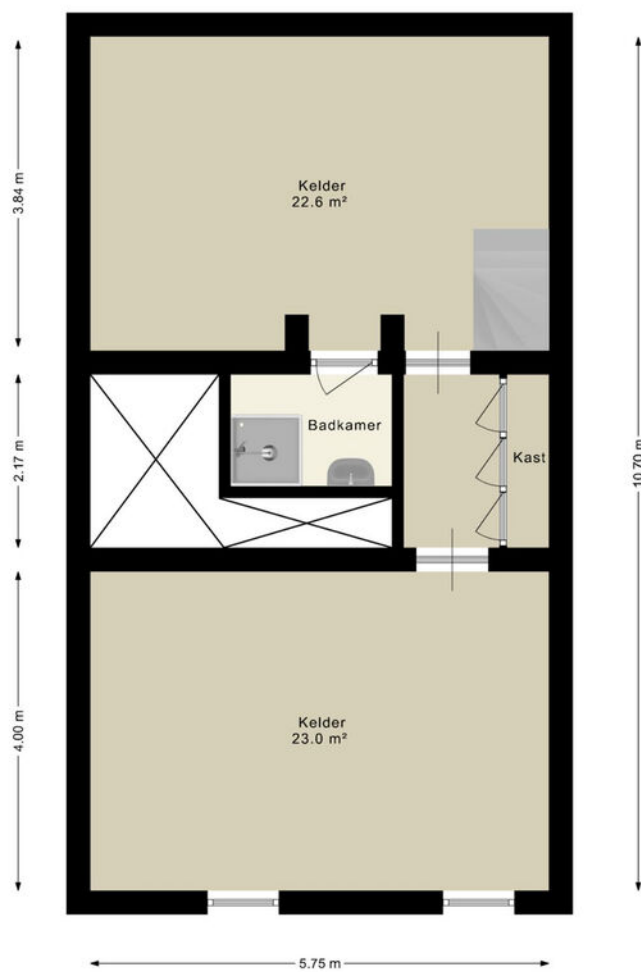 3.84 m
Kelder
22.6 m²
2.17 m
Badkamer
Kast
10.70 m
4.00 m
Kelder
23.0 m²
5.75 m